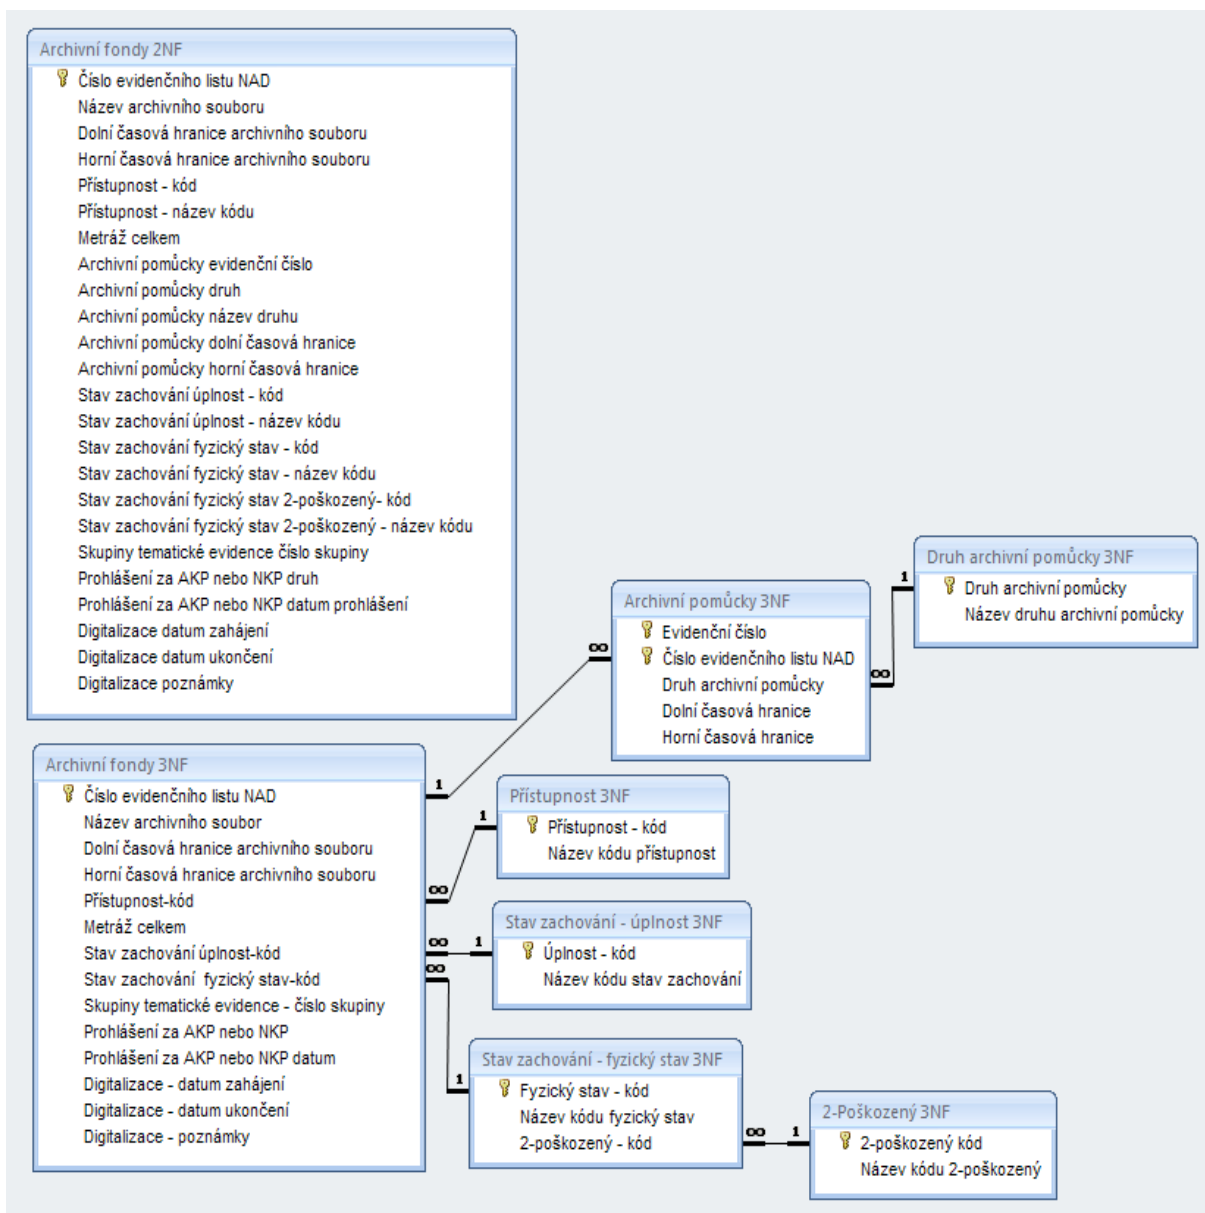 Archivní fondy 2NF
Číslo evidenčního listu NAD
Název archivního souboru
Dolní časová hranice archivního souboru
Horní časová hranice archivního souboru
Přístupnost - kód
Přístupnost - název kódu
Metráž celkem
Archivní pomůcky evidenční číslo
Archivní pomůcky druh
Archivní pomůcky název druhu
Archivní pomůcky dolní časová hranice
Archivní pomůcky horní časová hranice
Stav zachování úplnost - kód
Stav zachování úplnost - název kódu
Stav zachování fyzický stav - kód
Stav zachování fyzický stav - název kódu
Stav zachování fyzický stav 2-poškozený- kód
Stav zachování fyzický stav 2-poškozený - název kódu
Skupiny tematické evidence číslo skupiny
Prohlášení za AKP nebo NKP druh
Prohlášení za AKP nebo NKP datum prohlášení
Digitalizace datum zahájení
Digitalizace datum ukončení
Digitalizace poznámky
Druh archivní pomůcky 3NF
Druh archivní pomůcky
Název druhu archivní pomůcky
1
∞
Archivní pomůcky 3NF
Evidenční číslo
Číslo evidenčního listu NAD
Druh archivní pomůcky
Dolní časová hranice
Horní časová hranice
∞
1
Archivní fondy 3NF
Číslo evidenčního listu NAD
Název archivního soubor
Dolní časová hranice archivního souboru
Horní časová hranice archivního souboru
Přístupnost-kód
Metráž celkem
Stav zachování úplnost-kód
Stav zachování  fyzický stav-kód
Skupiny tematické evidence - číslo skupiny
Prohlášení za AKP nebo NKP
Prohlášení za AKP nebo NKP datum
Digitalizace - datum zahájení
Digitalizace - datum ukončení
Digitalizace - poznámky
∞
1
Přístupnost 3NF
Přístupnost - kód
Název kódu přístupnost
∞
1
Stav zachování - úplnost 3NF
Úplnost - kód
Název kódu stav zachování
∞
1
Stav zachování - fyzický stav 3NF
Fyzický stav - kód
Název kódu fyzický stav
2-poškozený - kód
∞
1
2-Poškozený 3NF
2-poškozený kód
Název kódu 2-poškozený